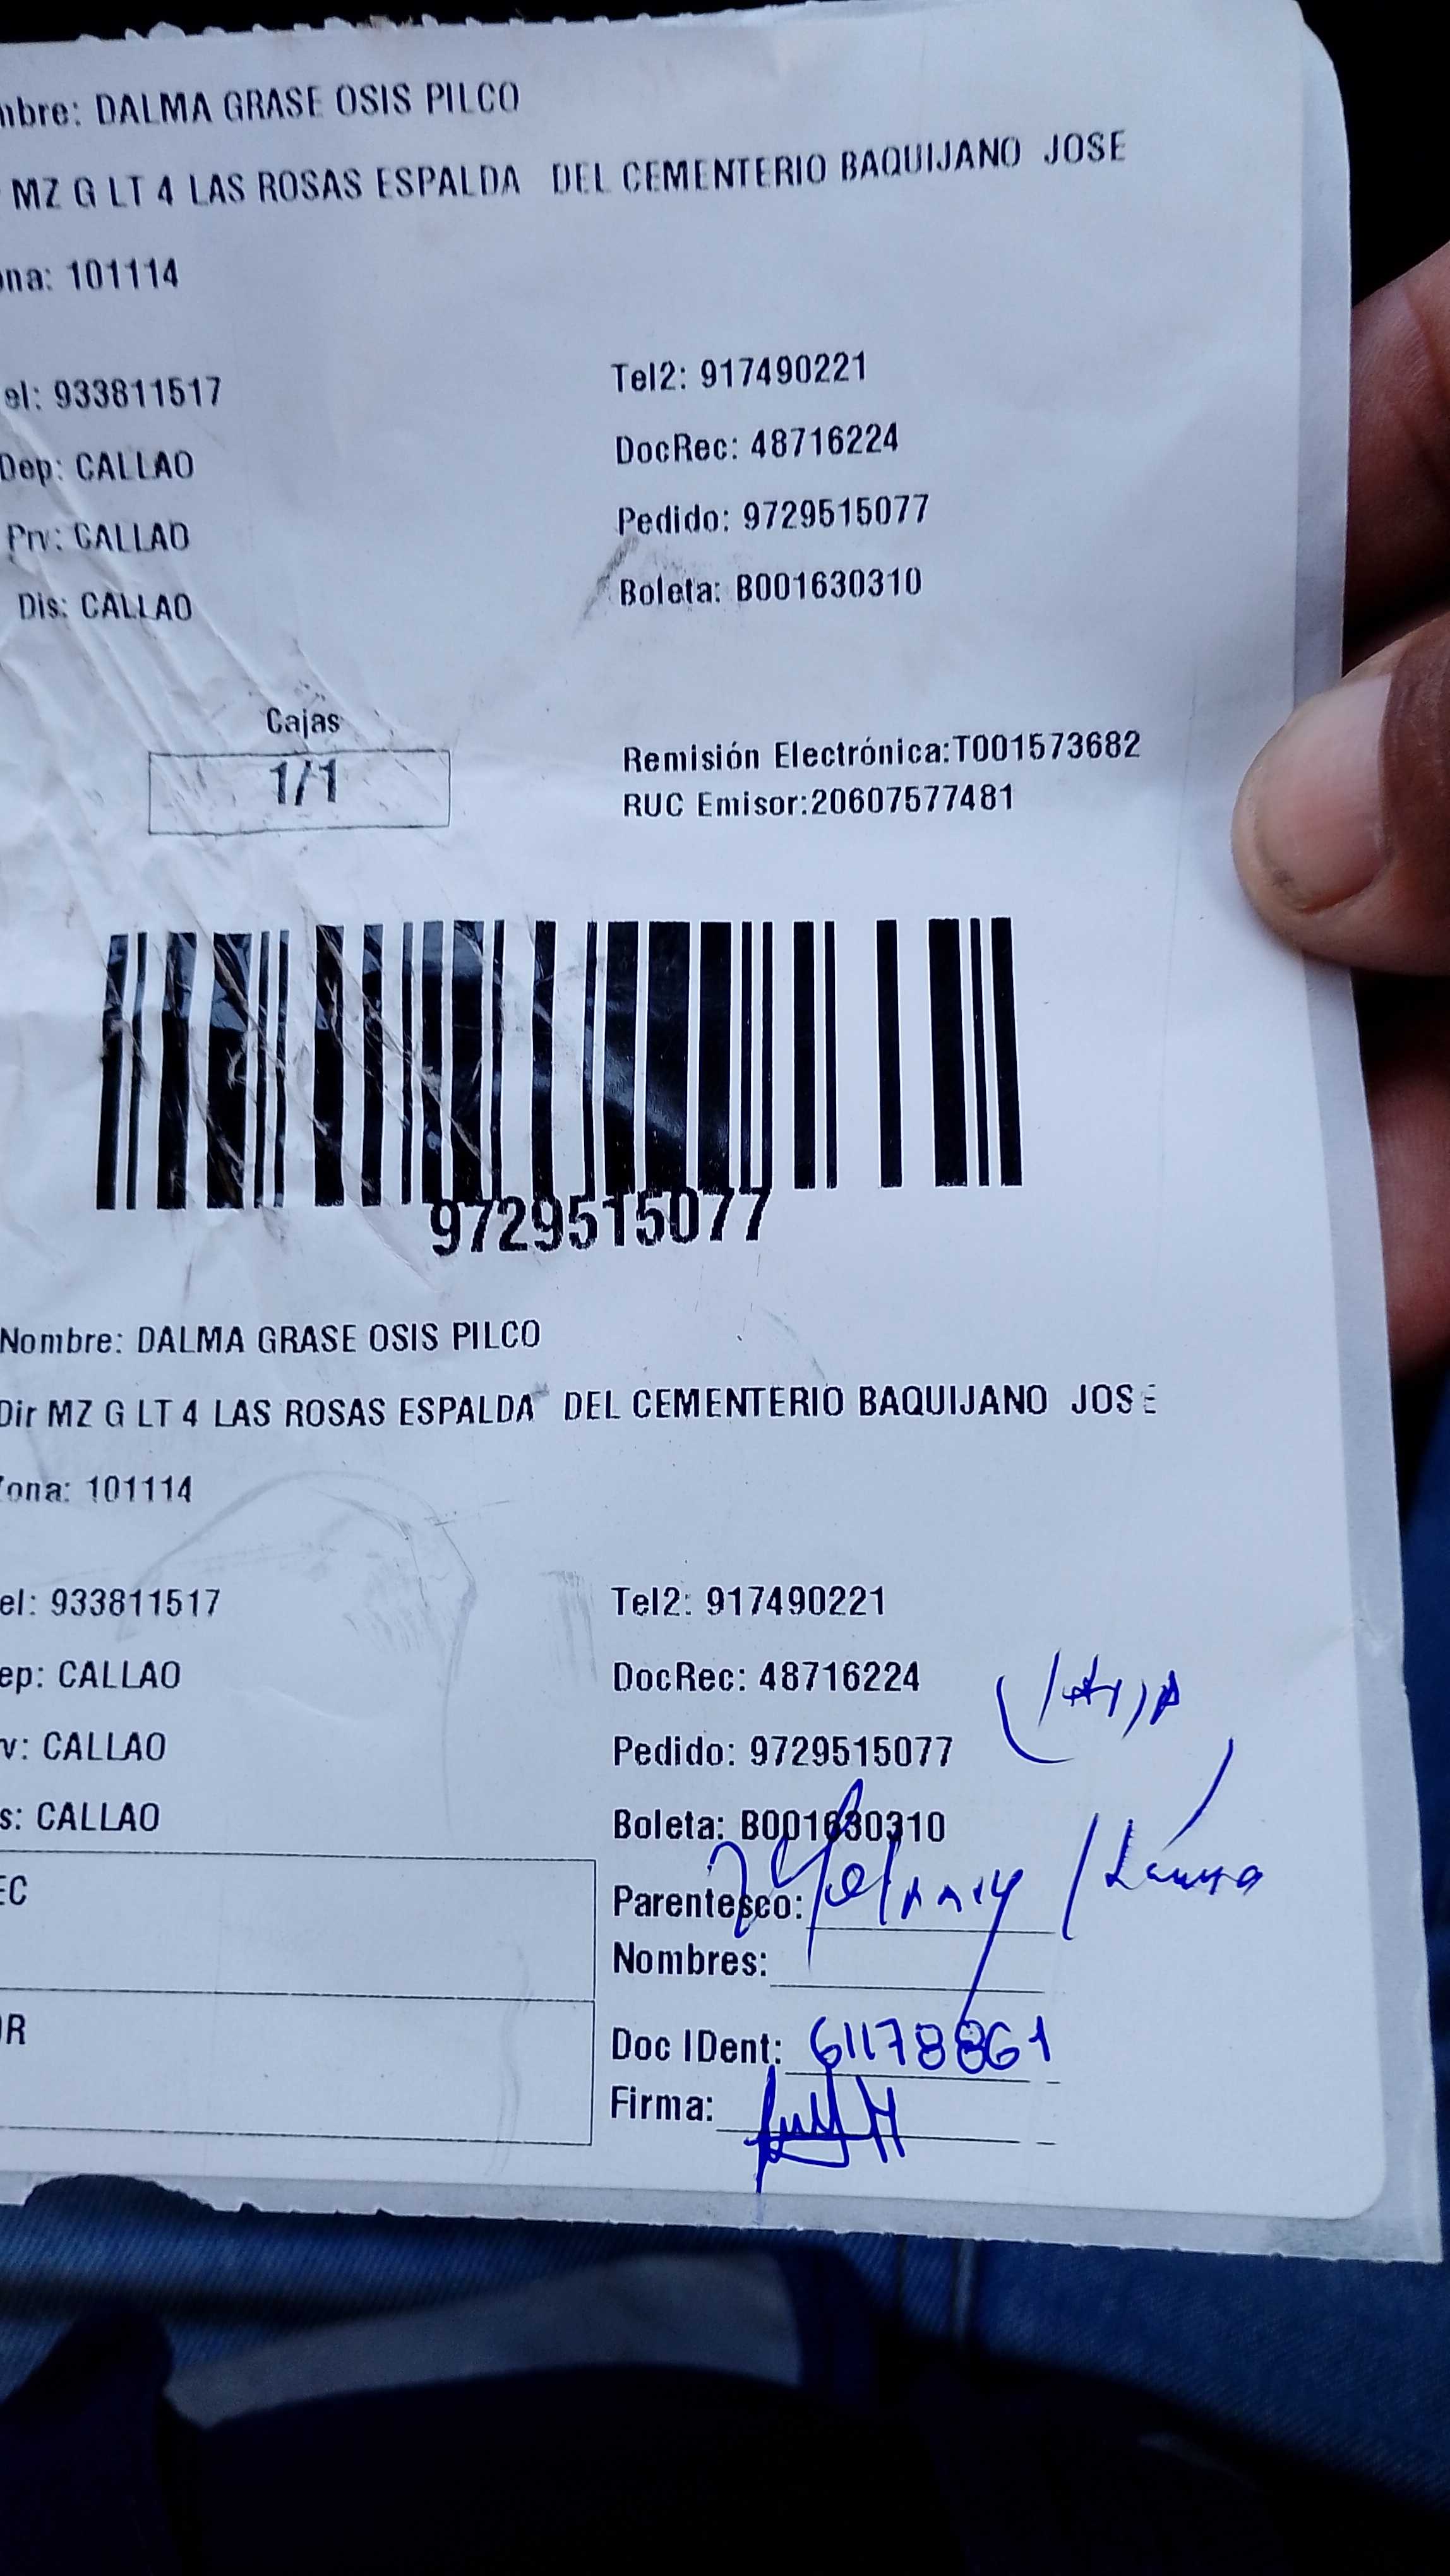 nbre: DALMA GRASE OSIS PILCO
MZ G LT 4 LAS ROSAS ESPALDA DEL CEMENTERIO BAQUIJANO JOSE
ona: 101114
el: 933811517 Tel2: 917490221
Dep: CALLAO DocRec: 48716224
Prv: CALLAO Pedido: 9729515077
Dis: CALLAO Boleta: B001630310
Cajas
1/1
Remisión Electrónica:T001573682
RUC Emisor:20607577481
9729515077
Nombre: DALMA GRASE OSIS PILCO
Dir MZ G LT 4 LAS ROSAS ESPALDA DEL CEMENTERIO BAQUIJANO JOSE
Zona: 101114
el: 933811517 Tel2: 917490221
ep: CALLAO DocRec: 48716224
v: CALLAO Pedido: 9729515077
s: CALLAO Boleta: B001630310
EC
Parentesco:
Nombres:
OR
Doc IDent: 61178861
Firma: